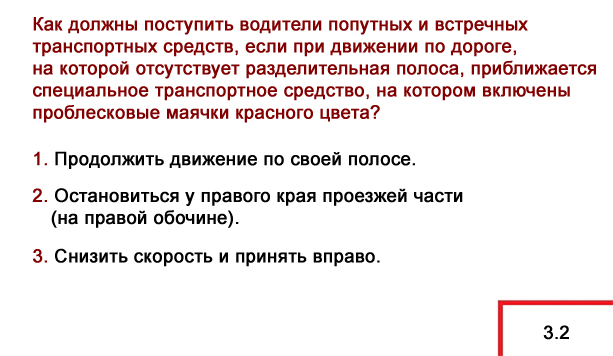 Как должны поступить водители попутных и встречных
транспортных средств, если при движении по дороге,
на которой отсутствует разделительная полоса, приближается
специальное транспортное средство, на котором включены
проблесковые маячки красного цвета?
1. Продолжить движение по своей полосе.
2. Остановиться у правого края проезжей части
(на правой обочине).
3. Снизить скорость и принять вправо.
3.2